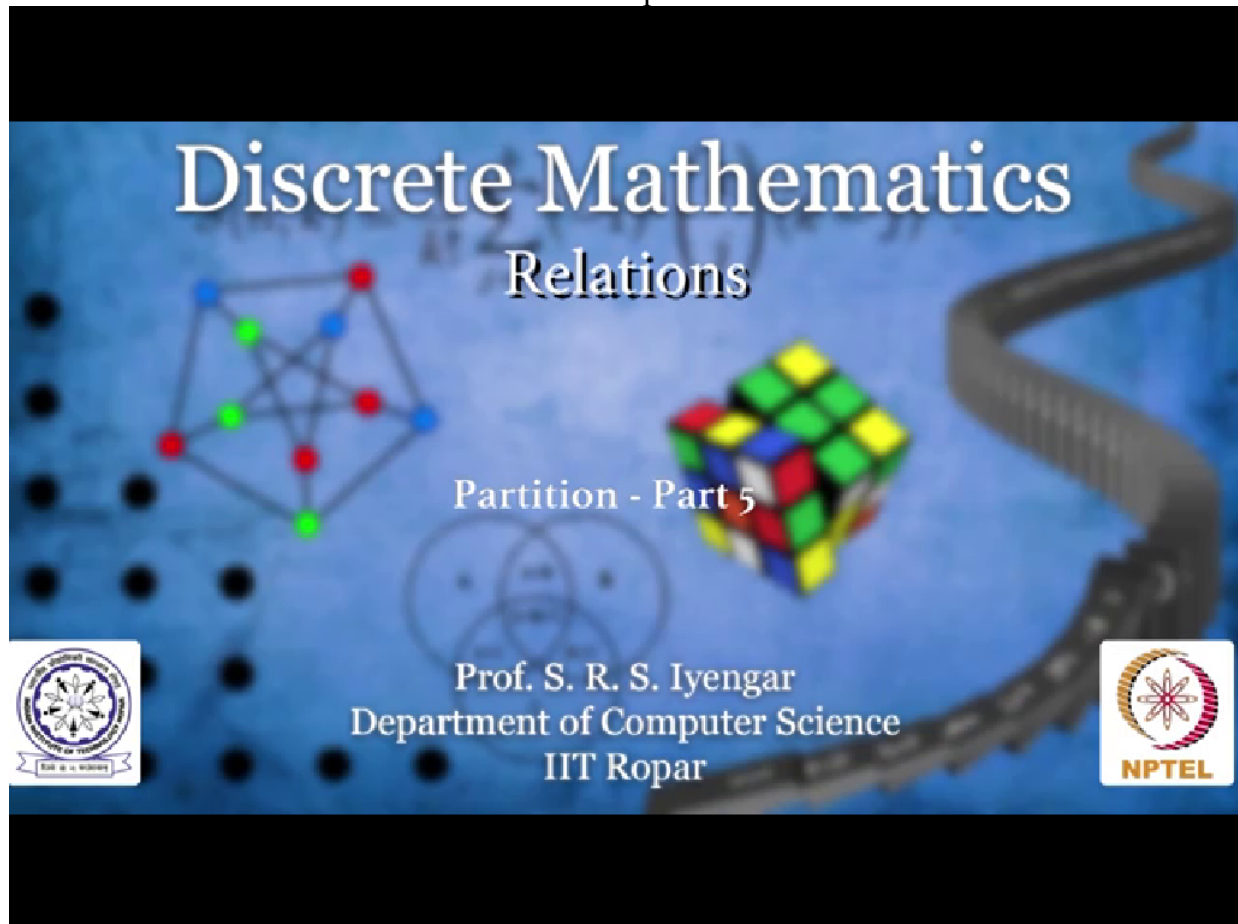 Discrete Mathematics
Relations
Partition - Part 5
Prof. S. R. S. Iyengar
Department of Computer Science
IIT Ropar
NPTEL